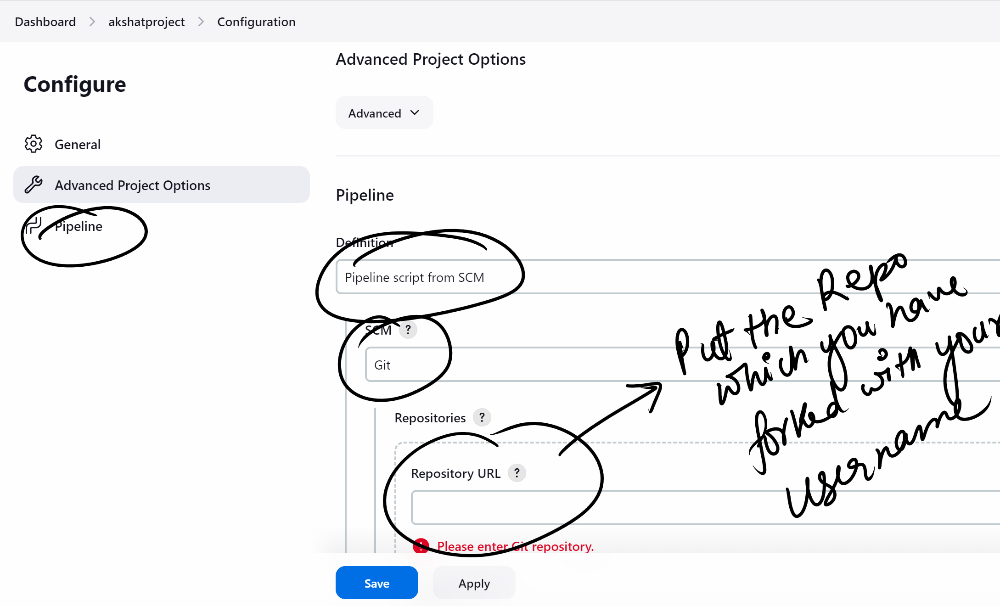 Dashboard > akshatproject > Configuration
Configure
General
Advanced Project Options
Pipeline
Advanced Project Options
Advanced
Pipeline
Definition
Pipeline script from SCM
SCM ?
Git
Repositories ?
Repository URL ?
Please enter Git repository.
Put the Repo
which you have
forked with your
username
Save Apply